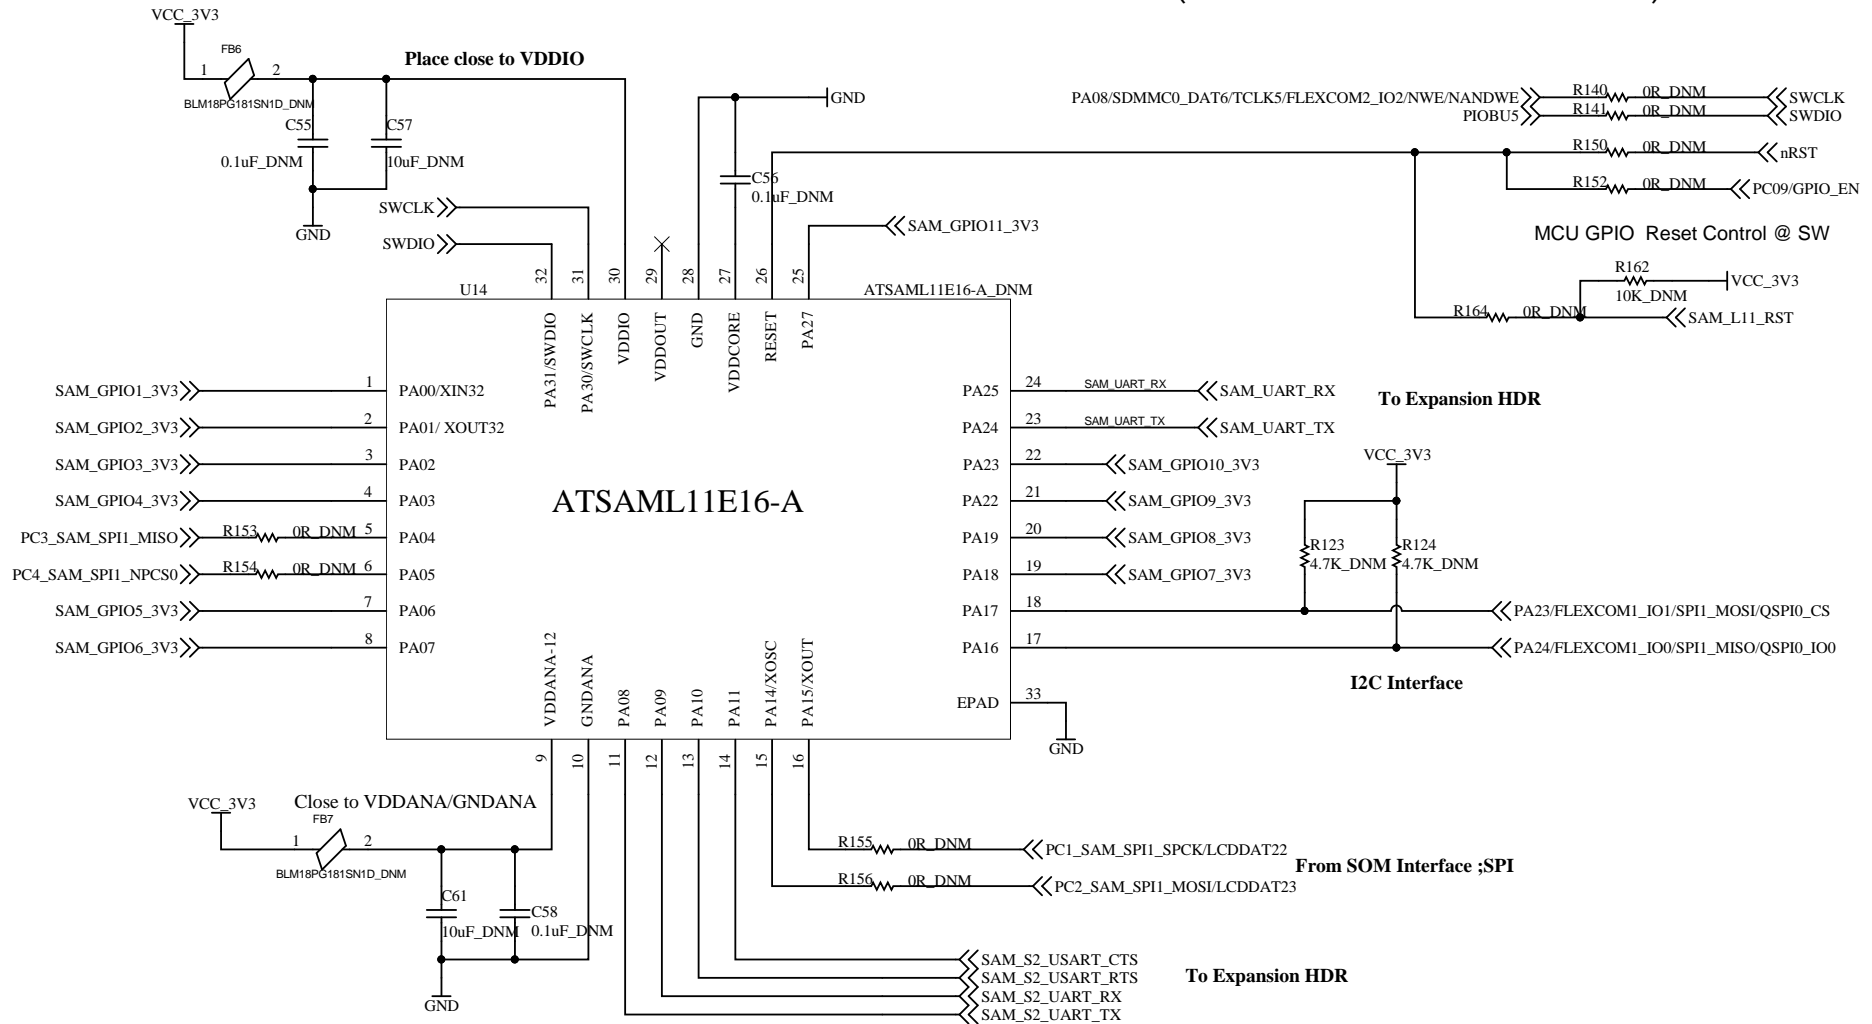 VCC_3V3
FB6
1
2
BLM18PG181SN1D_DNM
Place close to VDDIO
C55
0.1uF_DNM
C57
10uF_DNM
GND
SWCLK
SWDIO
GND
C56
0.1uF_DNM
SAM_GPIO11_3V3
PA08/SDMMC0_DAT6/TCLK5/FLEXCOM2_IO2/NWE/NANDWE
R140
0R_DNM
SWCLK
PIOBU5
R141
0R_DNM
SWDIO
R150
0R_DNM
nRST
R152
0R_DNM
PC09/GPIO_EN
MCU GPIO Reset Control @ SW
R162
10K_DNM
VCC_3V3
R164
0R_DNM
SAM_L11_RST
U14
ATSAML11E16-A_DNM
32
31
30
29
28
27
26
25
PA31/SWDIO
PA30/SWCLK
VDDIO
VDDOUT
GND
VDDCORE
RESET
PA27
SAM_GPIO1_3V3
1
PA00/XIN32
SAM_GPIO2_3V3
2
PA01/ XOUT32
SAM_GPIO3_3V3
3
PA02
SAM_GPIO4_3V3
4
PA03
PC3_SAM_SPI1_MISO
R153
0R_DNM
5
PA04
PC4_SAM_SPI1_NPCS0
R154
0R_DNM
6
PA05
SAM_GPIO5_3V3
7
PA06
SAM_GPIO6_3V3
8
PA07
ATSAML11E16-A
PA25
24
SAM_UART_RX
SAM_UART_RX
PA24
23
SAM_UART_TX
SAM_UART_TX
To Expansion HDR
PA23
22
SAM_GPIO10_3V3
PA22
21
SAM_GPIO9_3V3
PA19
20
SAM_GPIO8_3V3
PA18
19
SAM_GPIO7_3V3
VCC_3V3
R123
4.7K_DNM
R124
4.7K_DNM
PA17
18
PA23/FLEXCOM1_IO1/SPI1_MOSI/QSPI0_CS
PA16
17
PA24/FLEXCOM1_IO0/SPI1_MISO/QSPI0_IO0
I2C Interface
EPAD
33
GND
VDDANA-12
GNDANA
PA08
PA09
PA10
PA11
PA14/XOSC
PA15/XOUT
9
10
11
12
13
14
15
16
VCC_3V3
Close to VDDANA/GNDANA
FB7
1
2
BLM18PG181SN1D_DNM
C61
10uF_DNM
C58
0.1uF_DNM
GND
R155
0R_DNM
PC1_SAM_SPI1_SPCK/LCDDAT22
R156
0R_DNM
PC2_SAM_SPI1_MOSI/LCDDAT23
From SOM Interface ;SPI
SAM_S2_USART_CTS
SAM_S2_USART_RTS
SAM_S2_UART_RX
SAM_S2_UART_TX
To Expansion HDR